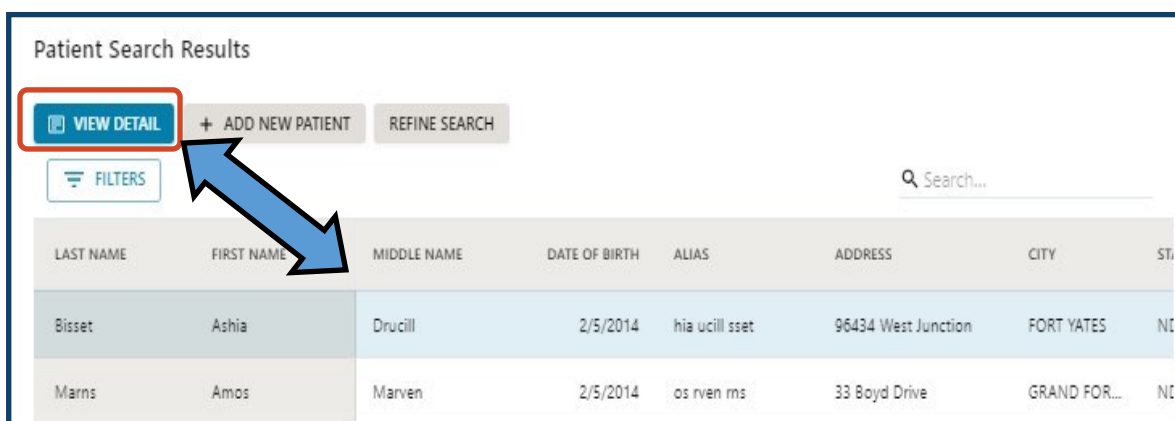 Patient Search Results
VIEW DETAIL + ADD NEW PATIENT REFINE SEARCH
FILTERS Search...
LAST NAME FIRST NAME MIDDLE NAME DATE OF BIRTH ALIAS ADDRESS CITY
Bisset Ashia Drucill 2/5/2014 hia ucill sset 96434 West Junction FORT YATES
Marns Amos Marven 2/5/2014 os rven rns 33 Boyd Drive GRAND FOR...